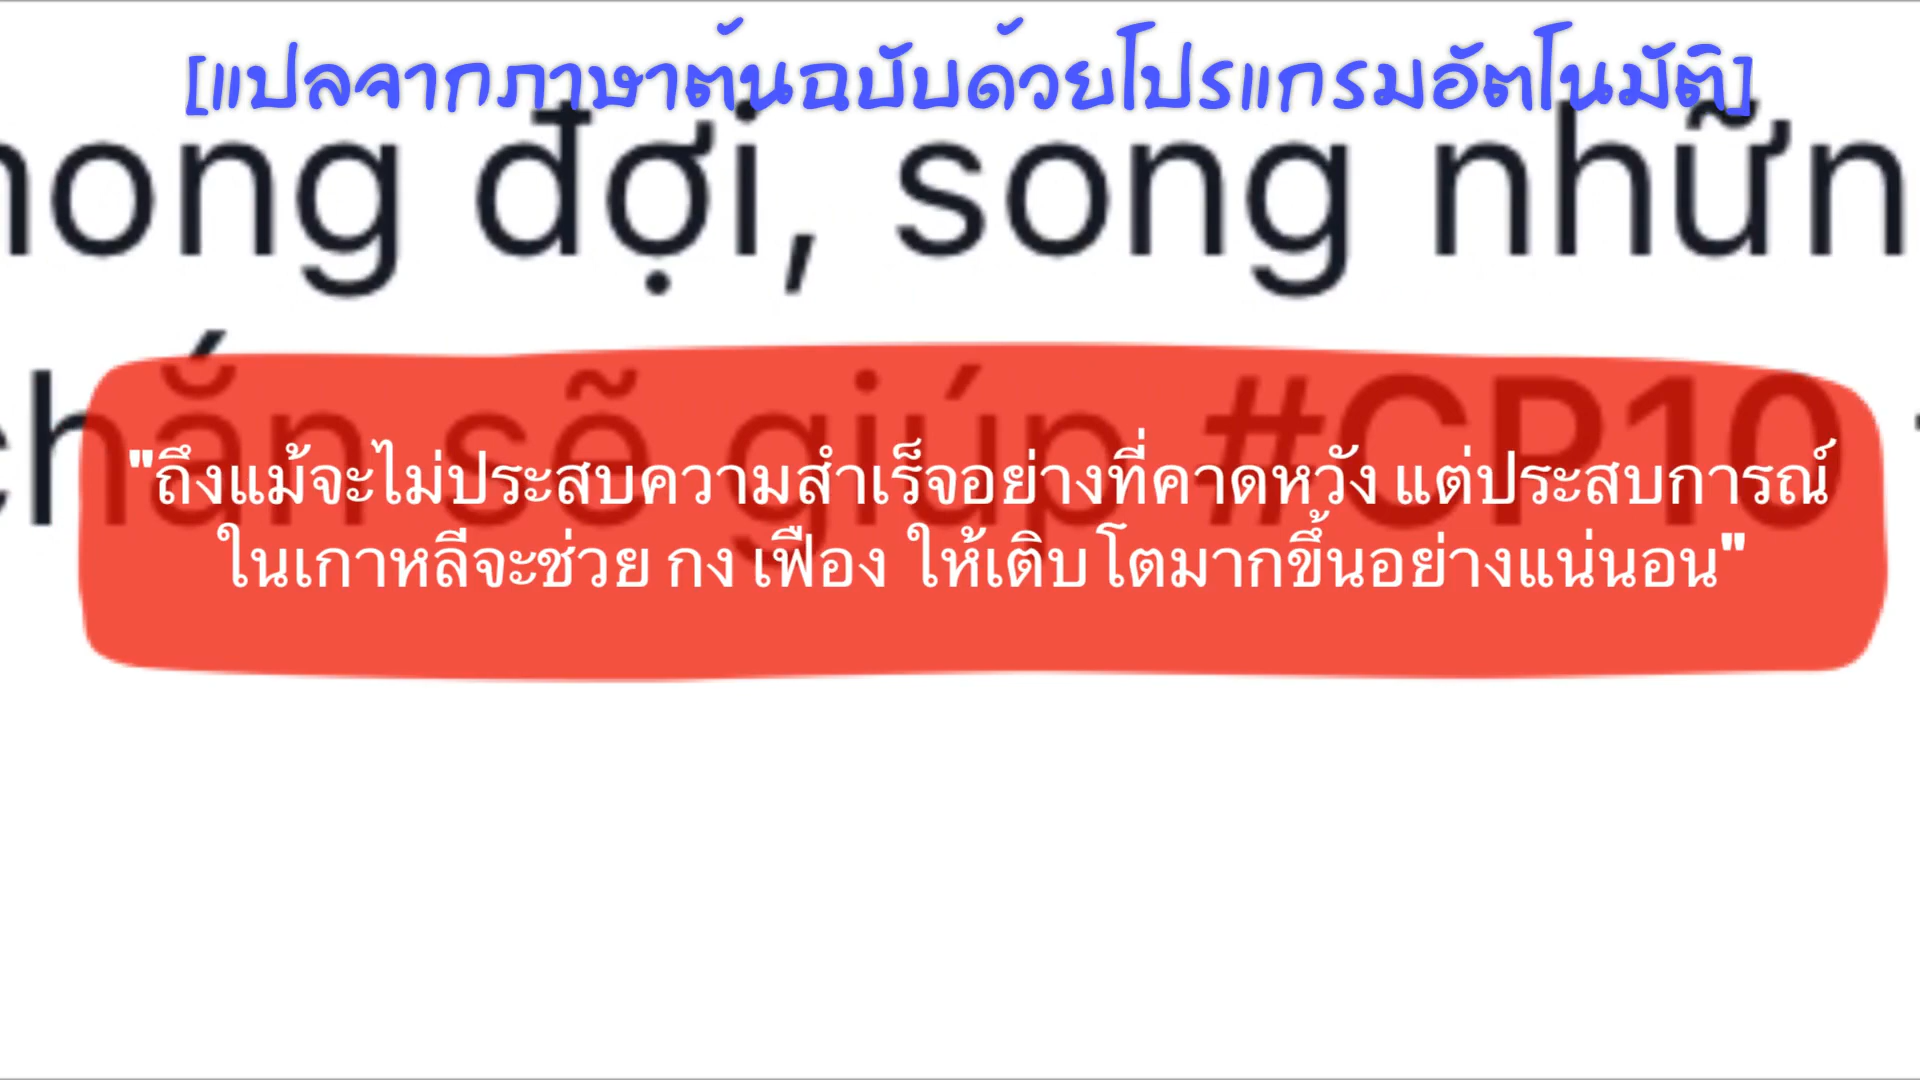 [แปลจากภาษาต้นฉบับด้วยโปรแกรมอัตโนมัติ]
mong đợi, song nhữn
chắn sẽ giúp #CP10
"ถึงแม้จะไม่ประสบความสำเร็จอย่างที่คาดหวัง แต่ประสบการณ์
ในเกาหลีจะช่วย กง เฟือง ให้เติบโตมากขึ้นอย่างแน่นอน"